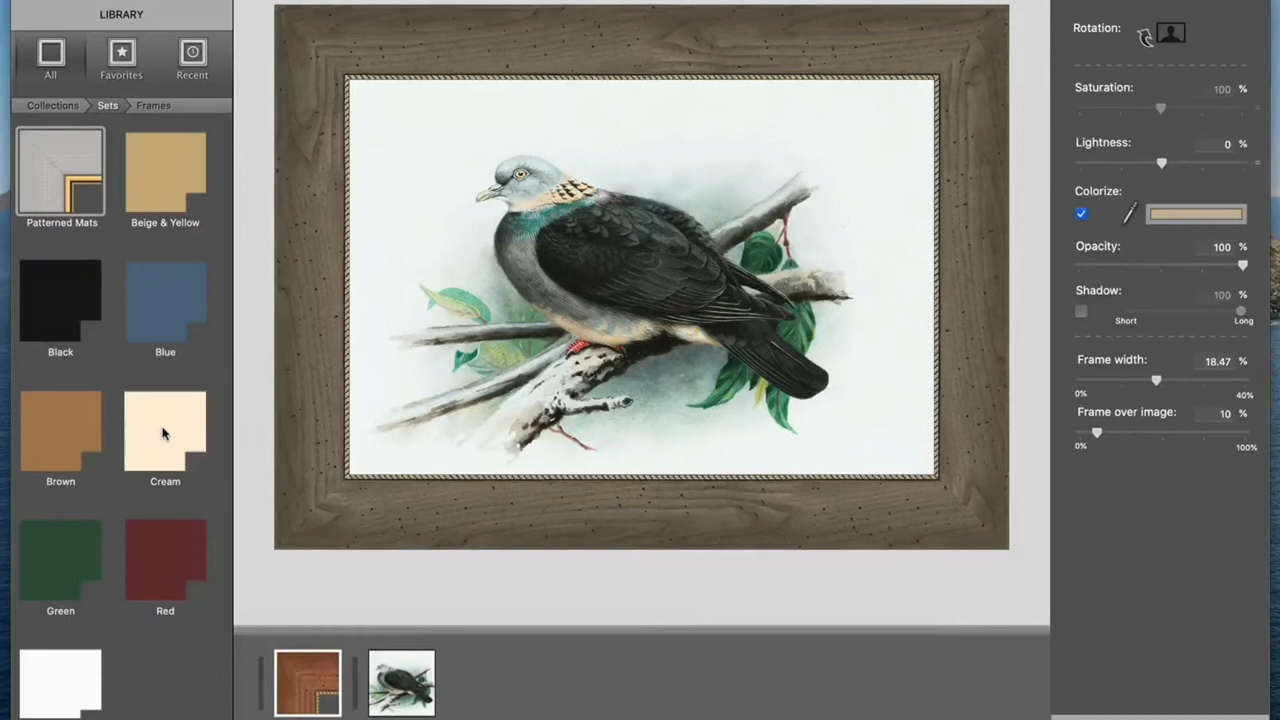 LIBRARY
All
Favorites
Recent
Collections
Sets
Frames
Patterned Mats
Beige & Yellow
Black
Blue
Brown
Cream
Green
Red
Rotation:
Saturation: 100 %
Lightness: 0 %
Colorize:
Opacity: 100 %
Shadow: 100 %
Short Long
Frame width: 18.47 %
0% 40%
Frame over image: 10 %
0% 100%